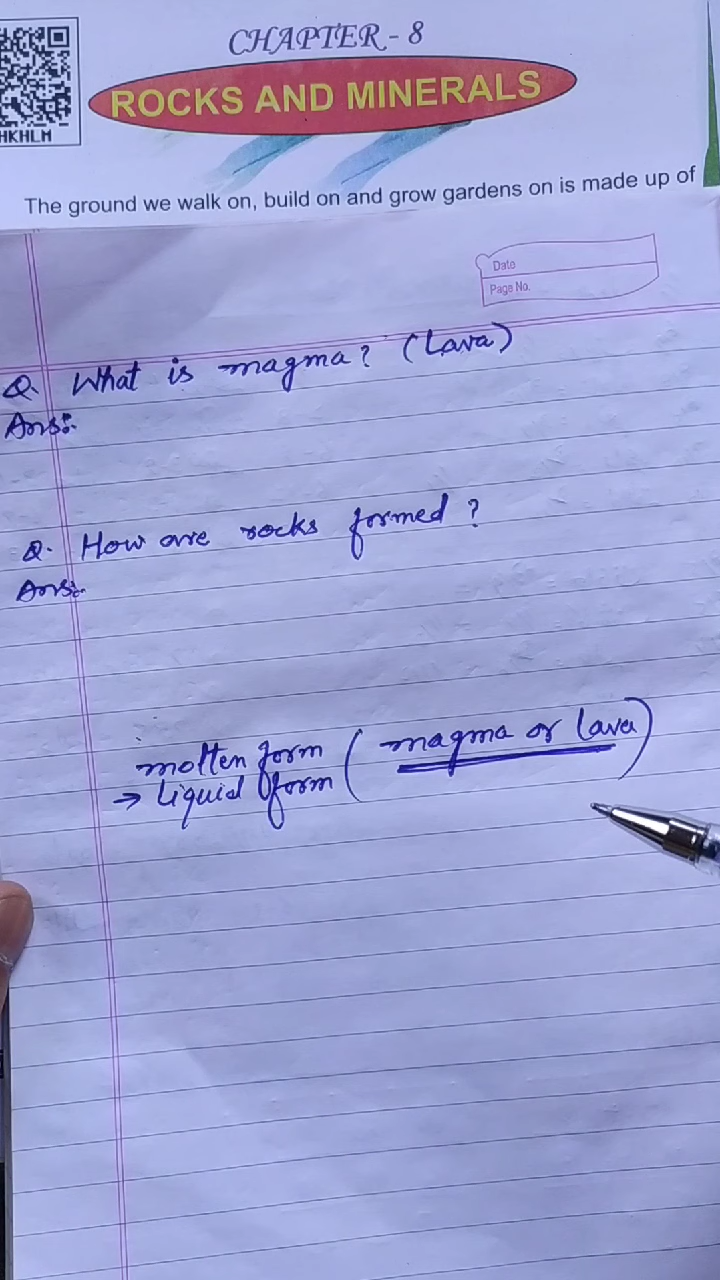 CHAPTER - 8
HKHLM
ROCKS AND MINERALS
The ground we walk on, build on and grow gardens on is made up of
Date
Page No.
Q. What is magma? (Lava)
Ans:
Q. How are rocks formed ?
Ans:
molten form ( magma or Lava)
→ Liquid form